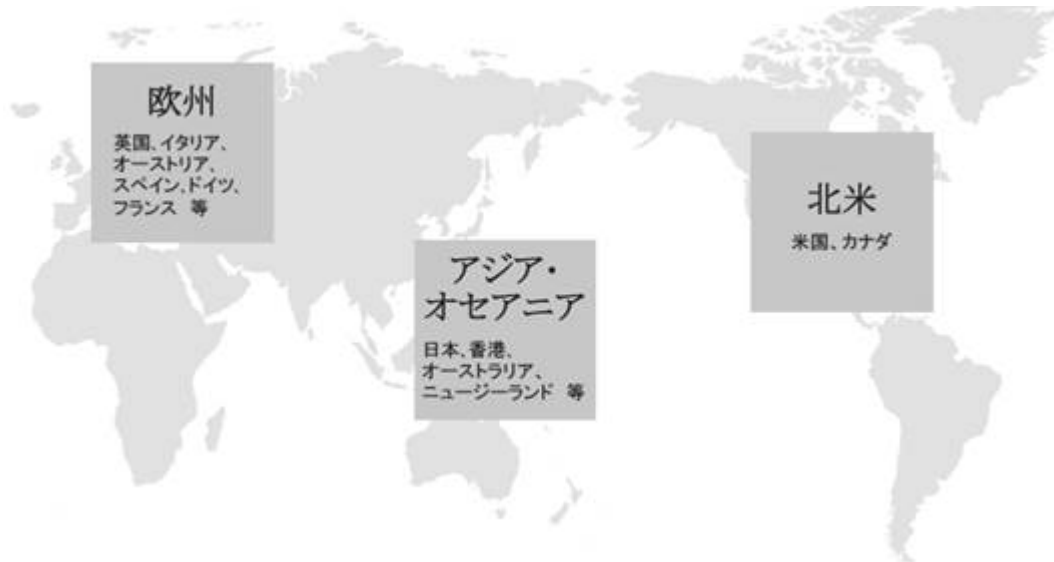 欧州
英国、イタリア、
オーストリア、
スペイン、ドイツ、
フランス 等
アジア・
オセアニア
日本、香港、
オーストラリア、
ニュージーランド 等
北米
米国、カナダ